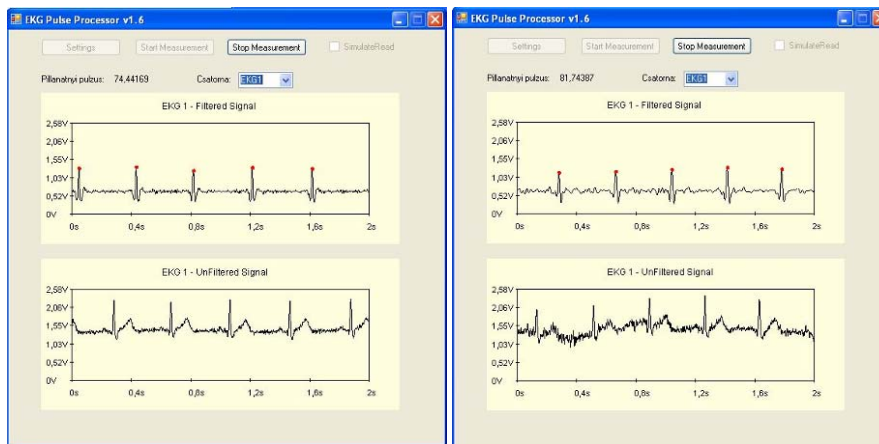 EKG Pulse Processor v1.6
Settings
Start Measurement
Stop Measurement
SimulateRead
Pillanatnyi pulzus: 74,44169
Csatorna: EKG1
EKG 1 - Filtered Signal
2,58V
2,06V
1,55V
1,03V
0,52V
0V
0s 0,4s 0,8s 1,2s 1,6s 2s
EKG 1 - UnFiltered Signal
2,58V
2,06V
1,55V
1,03V
0,52V
0V
0s 0,4s 0,8s 1,2s 1,6s 2s
EKG Pulse Processor v1.6
Settings
Start Measurement
Stop Measurement
SimulateRead
Pillanatnyi pulzus: 81,74387
Csatorna: EKG1
EKG 1 - Filtered Signal
2,58V
2,06V
1,55V
1,03V
0,52V
0V
0s 0,4s 0,8s 1,2s 1,6s 2s
EKG 1 - UnFiltered Signal
2,58V
2,06V
1,55V
1,03V
0,52V
0V
0s 0,4s 0,8s 1,2s 1,6s 2s